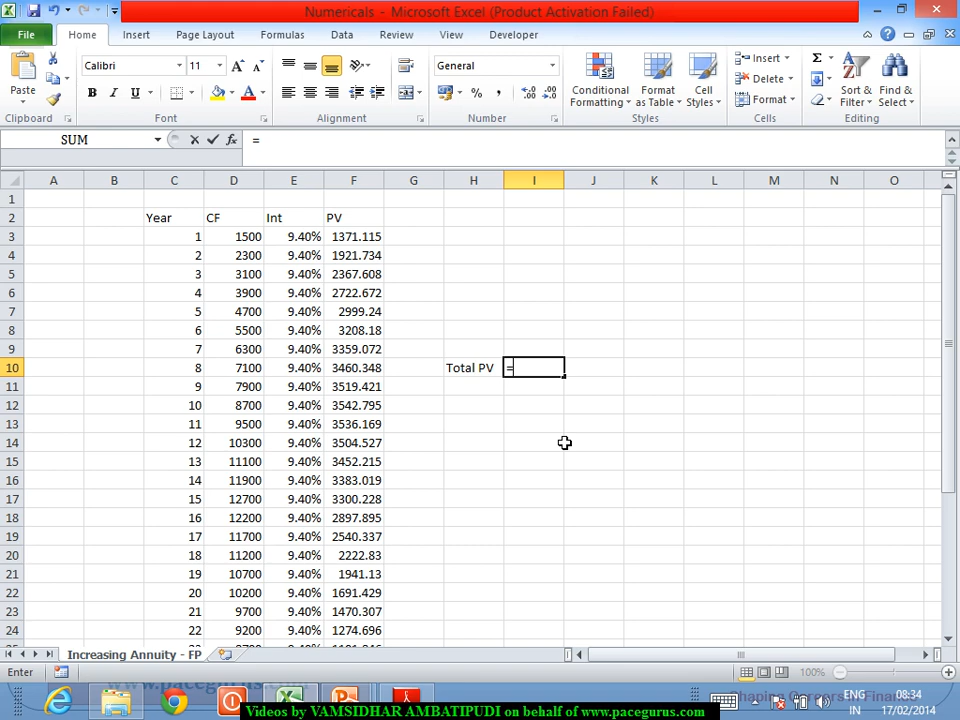 Numericals - Microsoft Excel (Product Activation Failed)
File Home Insert Page Layout Formulas Data Review View Developer
Paste
Calibri 11 A A
B I U A
General
% ,
Conditional Formatting
Format as Table
Cell Styles
Insert
Delete
Format
Σ
Sort & Filter
Find & Select
Clipboard Font Alignment Number Styles Cells Editing
SUM fx =
A B C D E F G H I J K L M N O
1
2 Year CF Int PV
3 1 1500 9.40% 1371.115
4 2 2300 9.40% 1921.734
5 3 3100 9.40% 2367.608
6 4 3900 9.40% 2722.672
7 5 4700 9.40% 2999.24
8 6 5500 9.40% 3208.18
9 7 6300 9.40% 3359.072
10 8 7100 9.40% 3460.348 Total PV =
11 9 7900 9.40% 3519.421
12 10 8700 9.40% 3542.795
13 11 9500 9.40% 3536.169
14 12 10300 9.40% 3504.527
15 13 11100 9.40% 3452.215
16 14 11900 9.40% 3383.019
17 15 12700 9.40% 3300.228
18 16 12200 9.40% 2897.895
19 17 11700 9.40% 2540.337
20 18 11200 9.40% 2222.83
21 19 10700 9.40% 1941.13
22 20 10200 9.40% 1691.429
23 21 9700 9.40% 1470.307
24 22 9200 9.40% 1274.696
Increasing Annuity - FP
Enter 100%
www.pacegurus.com
ENG 08:34
IN 17/02/2014
Videos by VAMSIDHAR AMBATIPUDI on behalf of www.pacegurus.com